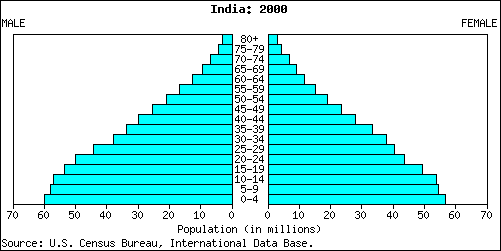 India: 2000
MALE
FEMALE
80+
75-79
70-74
65-69
60-64
55-59
50-54
45-49
40-44
35-39
30-34
25-29
20-24
15-19
10-14
5-9
0-4
70 60 50 40 30 20 10 0 0 10 20 30 40 50 60 70
Population (in millions)
Source: U.S. Census Bureau, International Data Base.